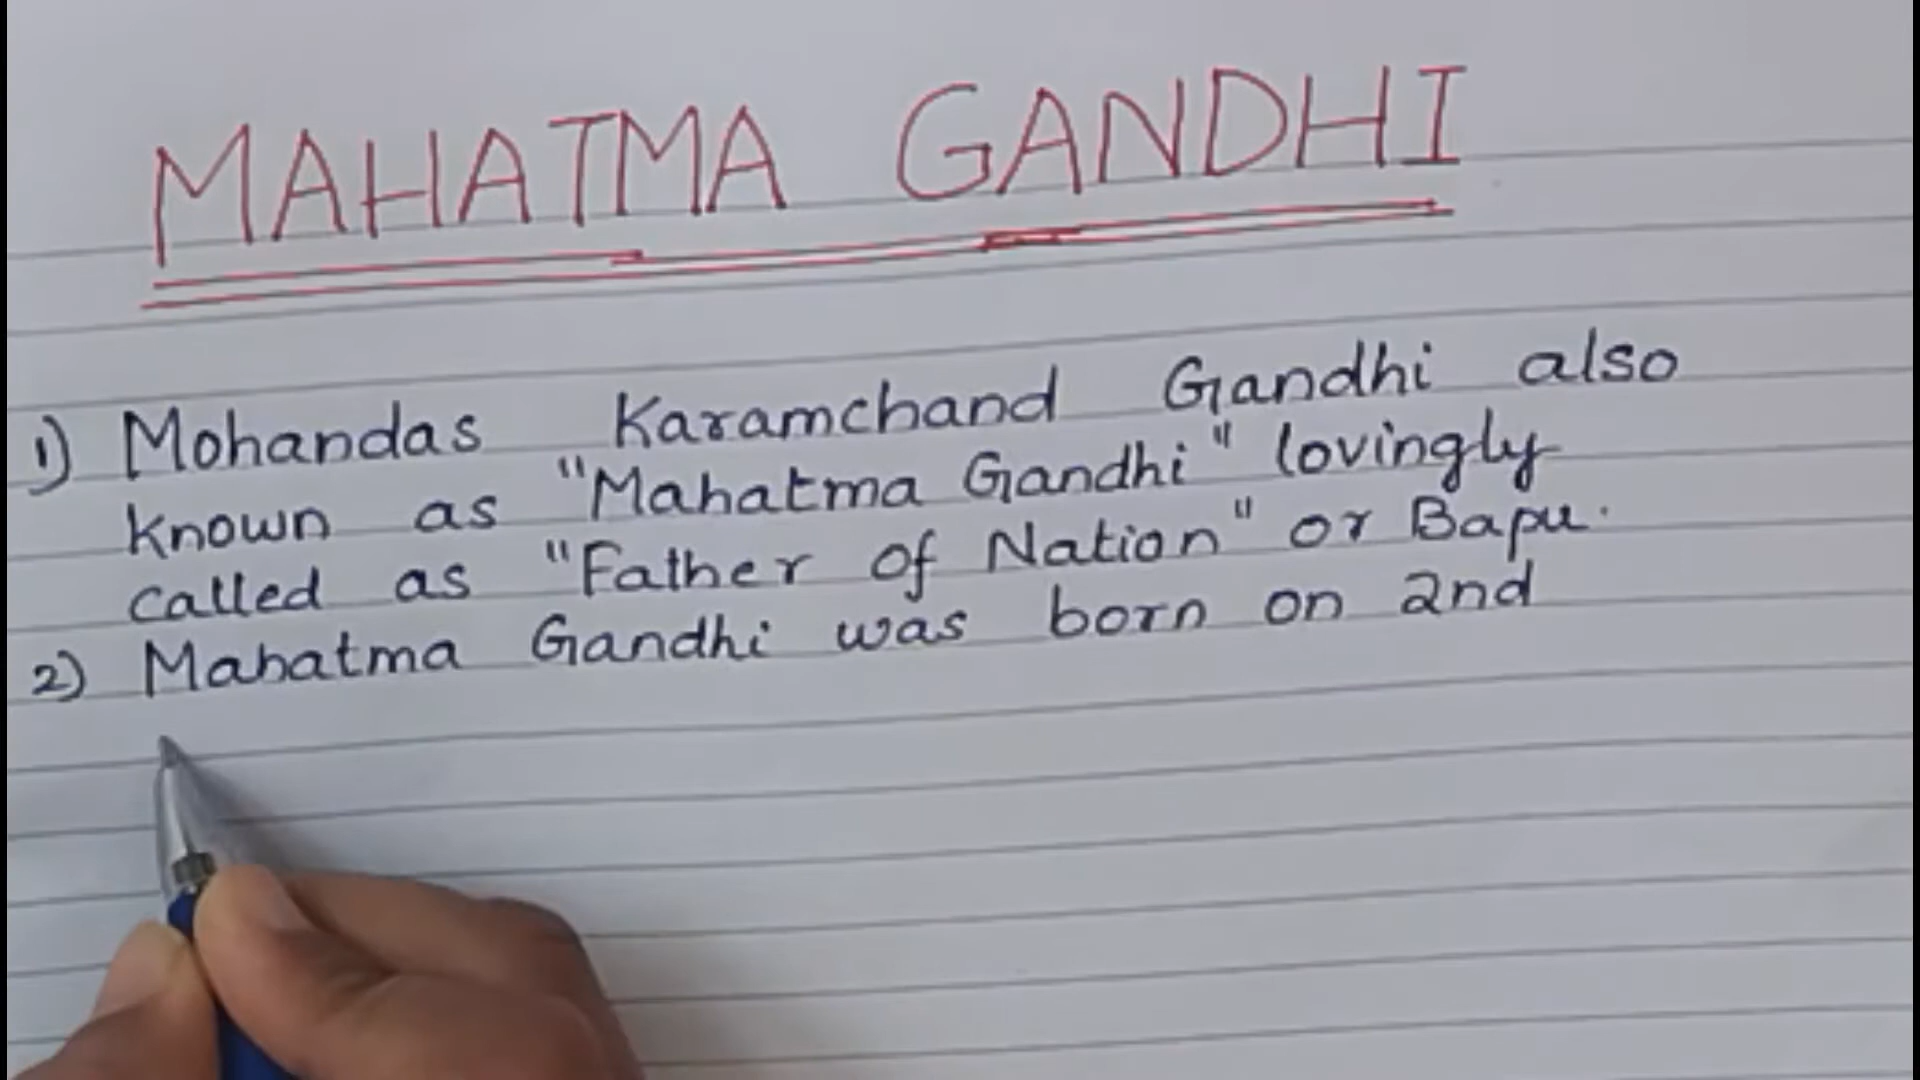 MAHATMA GANDHI
1) Mohandas Karamchand Gandhi also
known as "Mahatma Gandhi" lovingly
called as "Father of Nation" or Bapu.
2) Mahatma Gandhi was born on 2nd